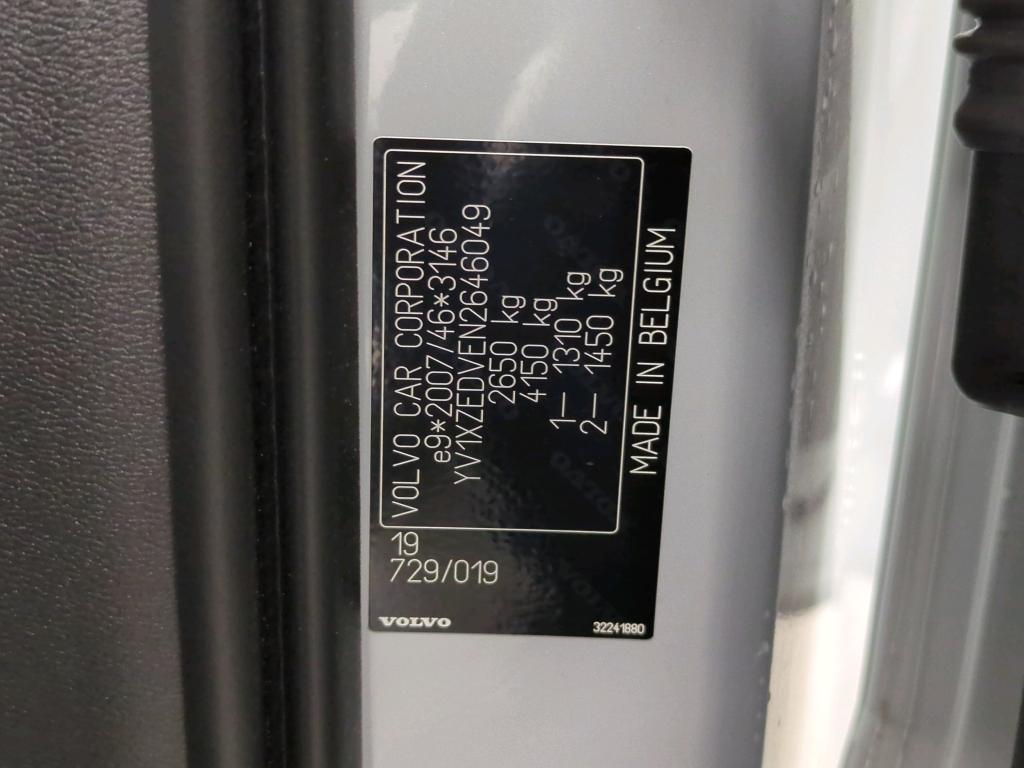 VOLVO CAR CORPORATION
e9*2007/46*3146
YV1XZEDVEN2646049
2650 kg
4150 kg
1— 1310 kg
2— 1450 kg
MADE IN BELGIUM
19
729/019
VOLVO
32241880